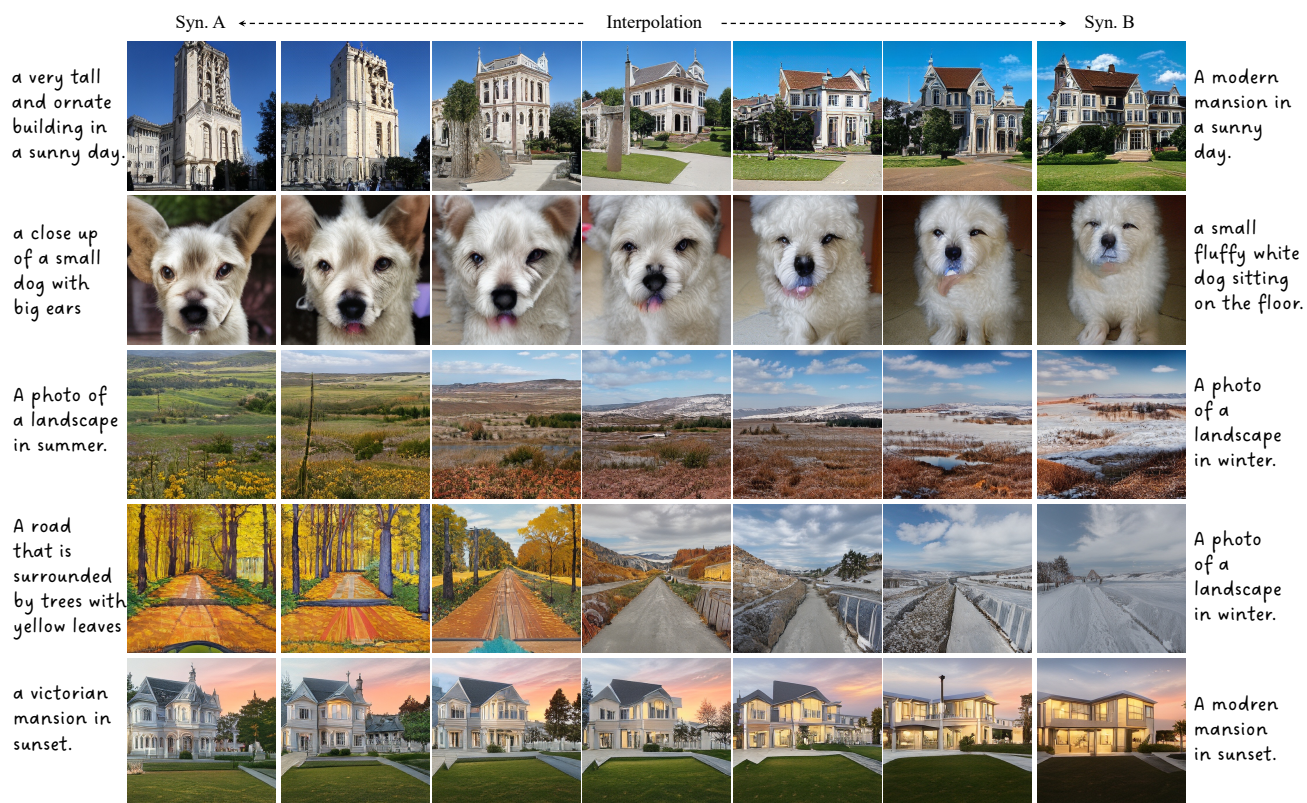 Syn. A
Interpolation
Syn. B
a very tall
and ornate
building in
a sunny day.
A modern
mansion in
a sunny
day.
a close up
of a small
dog with
big ears
a small
fluffy white
dog sitting
on the floor.
A photo of
a landscape
in summer.
A photo
of a
landscape
in winter.
A road
that is
surrounded
by trees with
yellow leaves
A photo
of a
landscape
in winter.
a victorian
mansion in
sunset.
A modren
mansion
in sunset.